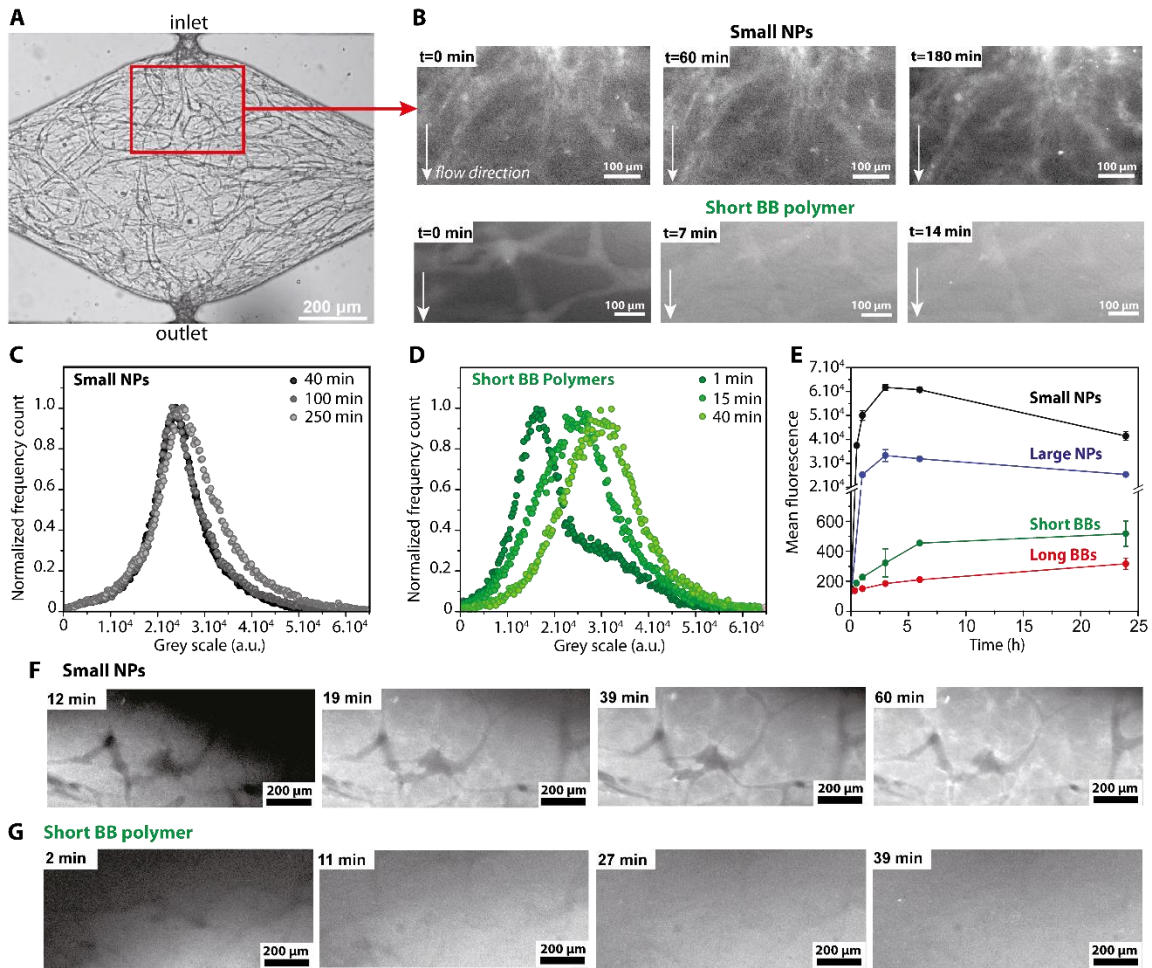 A
inlet
200 µm
outlet
B
Small NPs
t=0 min
t=60 min
t=180 min
flow direction
100 µm
100 µm
100 µm
Short BB polymer
t=0 min
t=7 min
t=14 min
100 µm
100 µm
100 µm
C
Small NPs
40 min
100 min
250 min
Normalized frequency count
1.0
0.8
0.6
0.4
0.2
0
0
1.10⁴
2.10⁴
3.10⁴
4.10⁴
5.10⁴
6.10⁴
Grey scale (a.u.)
D
Short BB Polymers
1 min
15 min
40 min
Normalized frequency count
1.0
0.8
0.6
0.4
0.2
0
0
1.10⁴
2.10⁴
3.10⁴
4.10⁴
5.10⁴
6.10⁴
Grey scale (a.u.)
E
Mean fluorescence
7.10⁴
6.10⁴
5.10⁴
4.10⁴
3.10⁴
2.10⁴
600
400
200
0
Small NPs
Large NPs
Short BBs
Long BBs
0
5
10
15
20
25
Time (h)
F
Small NPs
12 min
19 min
39 min
60 min
200 µm
200 µm
200 µm
200 µm
G
Short BB polymer
2 min
11 min
27 min
39 min
200 µm
200 µm
200 µm
200 µm